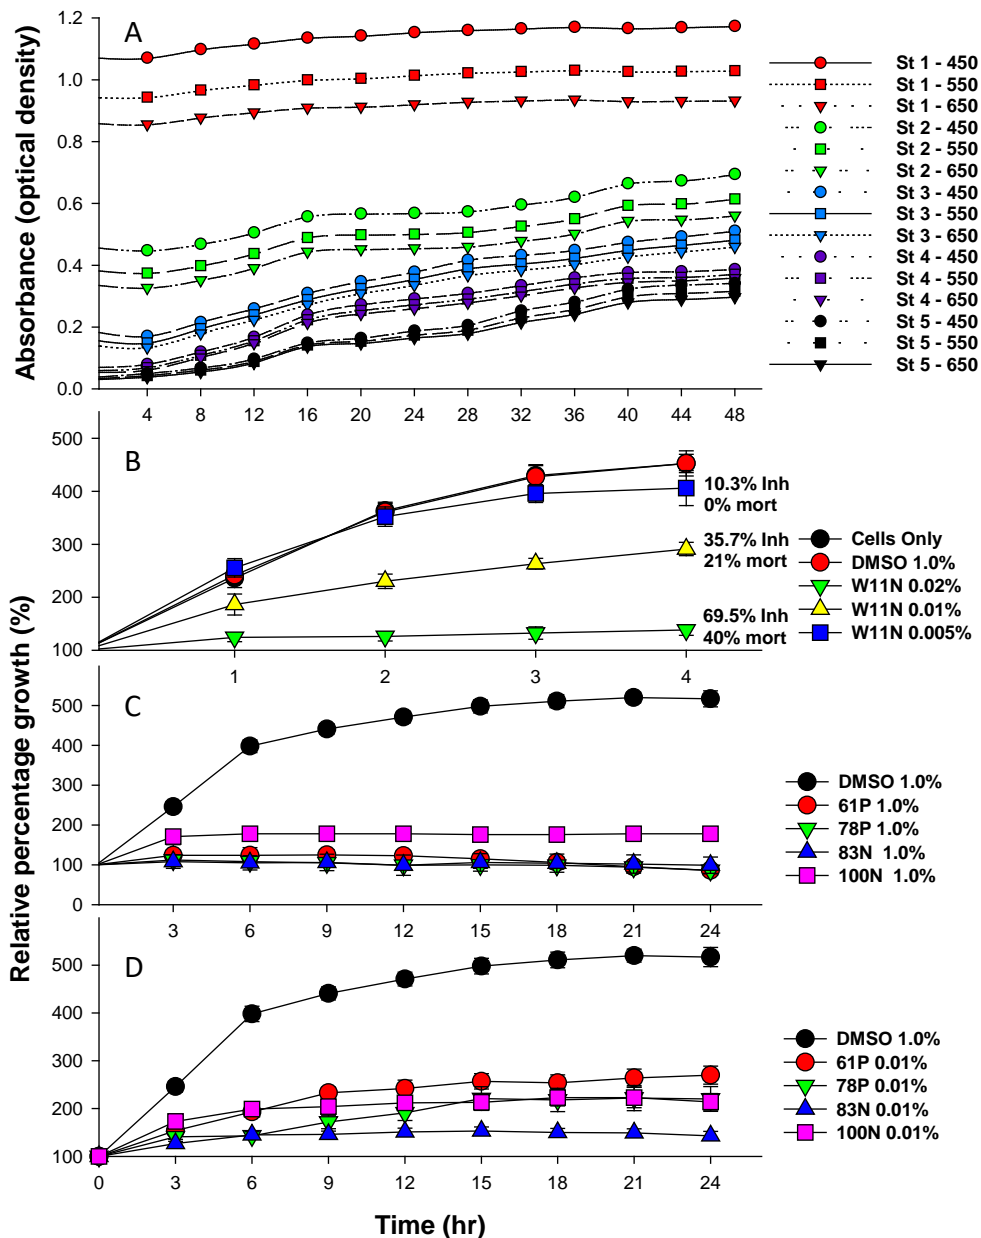 A
Absorbance (optical density)
1.2
1.0
0.8
0.6
0.4
0.2
0.0
4 8 12 16 20 24 28 32 36 40 44 48
St 1 - 450
St 1 - 550
St 1 - 650
St 2 - 450
St 2 - 550
St 2 - 650
St 3 - 450
St 3 - 550
St 3 - 650
St 4 - 450
St 4 - 550
St 4 - 650
St 5 - 450
St 5 - 550
St 5 - 650
B
Relative percentage growth (%)
500
400
300
200
100
1 2 3 4
10.3% Inh
0% mort
35.7% Inh
21% mort
69.5% Inh
40% mort
Cells Only
DMSO 1.0%
W11N 0.02%
W11N 0.01%
W11N 0.005%
C
500
400
300
200
100
0
3 6 9 12 15 18 21 24
DMSO 1.0%
61P 1.0%
78P 1.0%
83N 1.0%
100N 1.0%
D
500
400
300
200
100
0 3 6 9 12 15 18 21 24
DMSO 1.0%
61P 0.01%
78P 0.01%
83N 0.01%
100N 0.01%
Time (hr)